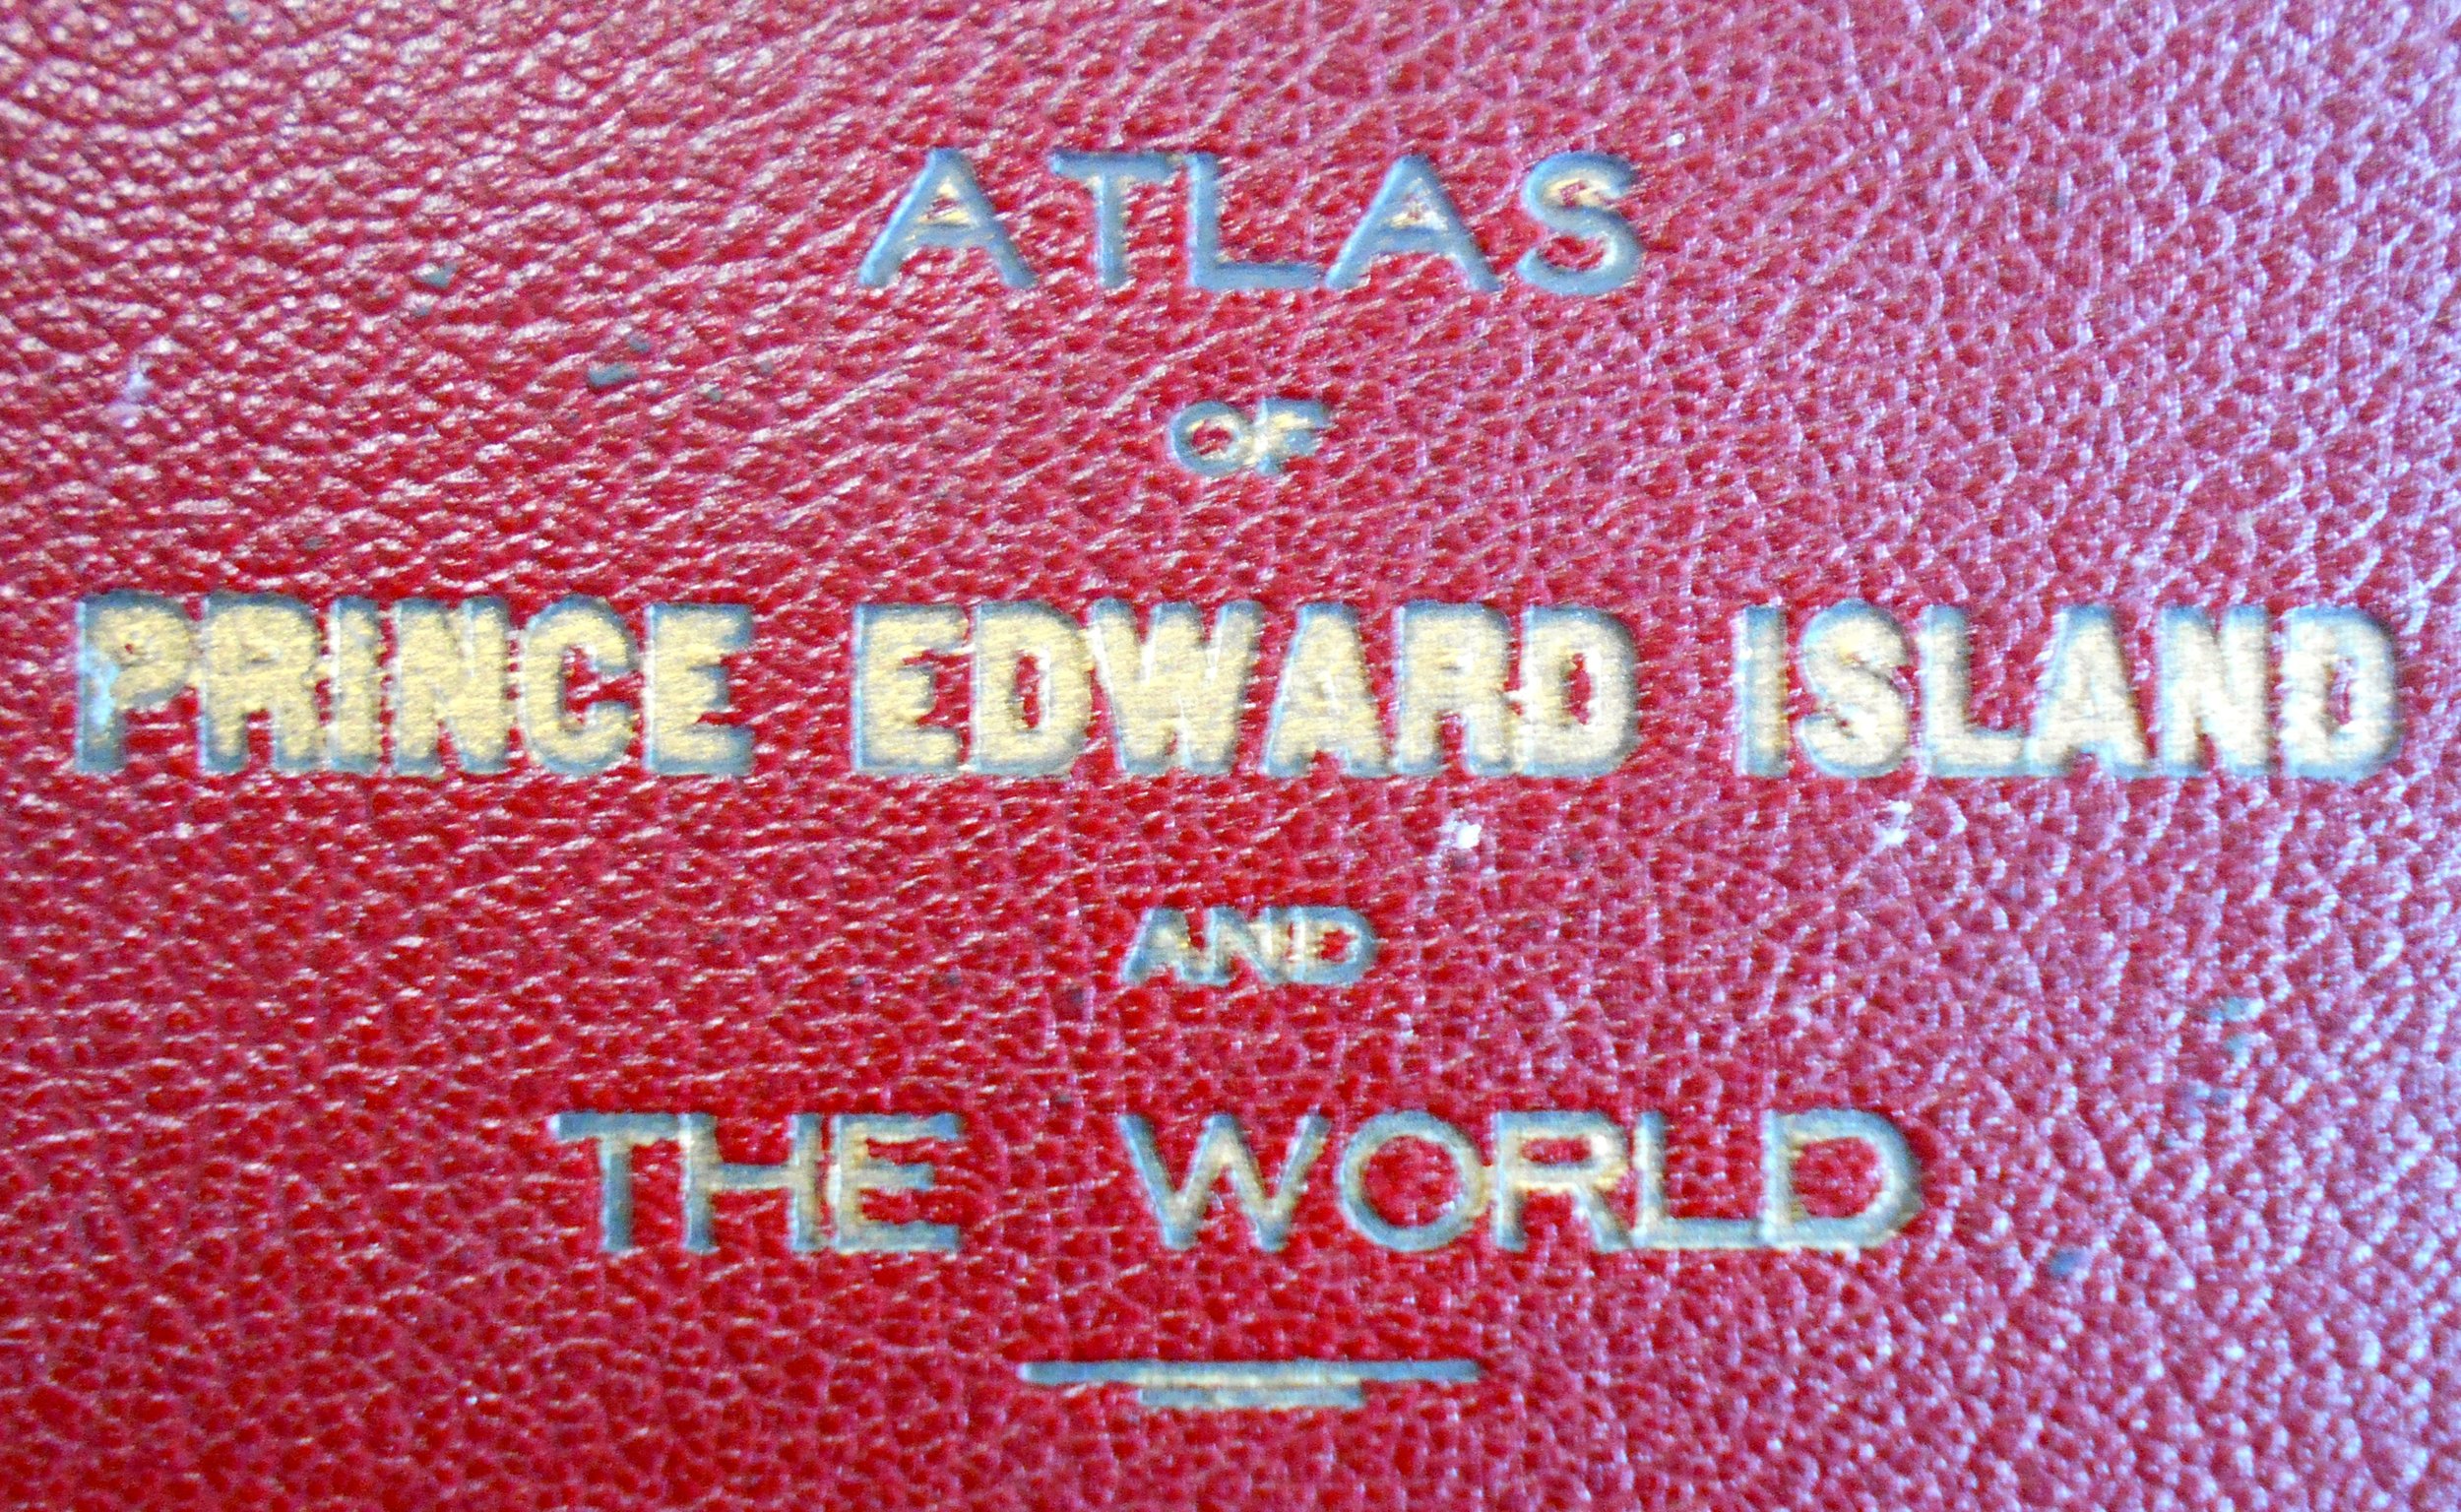 ATLAS
OF
PRINCE EDWARD ISLAND
AND
THE WORLD